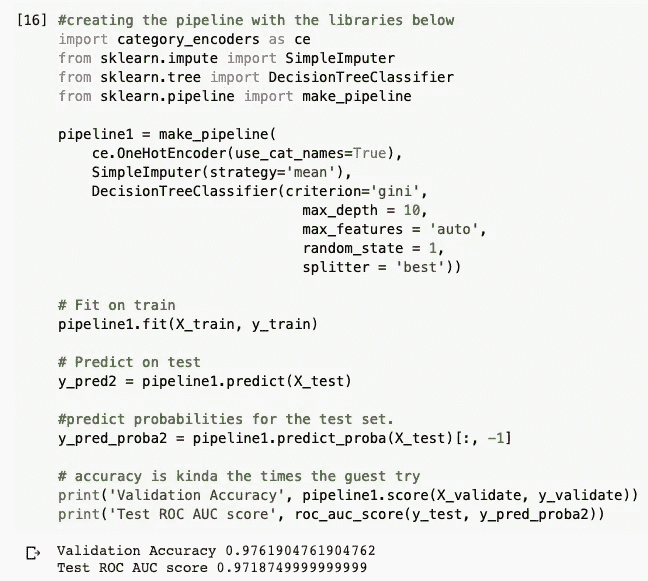 [16] #creating the pipeline with the libraries below
import category_encoders as ce
from sklearn.impute import SimpleImputer
from sklearn.tree import DecisionTreeClassifier
from sklearn.pipeline import make_pipeline
pipeline1 = make_pipeline(
ce.OneHotEncoder(use_cat_names=True),
SimpleImputer(strategy='mean'),
DecisionTreeClassifier(criterion='gini',
max_depth = 10,
max_features = 'auto',
random_state = 1,
splitter = 'best'))
# Fit on train
pipeline1.fit(X_train, y_train)
# Predict on test
y_pred2 = pipeline1.predict(X_test)
#predict probabilities for the test set.
y_pred_proba2 = pipeline1.predict_proba(X_test)[:, -1]
# accuracy is kinda the times the guest try
print('Validation Accuracy', pipeline1.score(X_validate, y_validate))
print('Test ROC AUC score', roc_auc_score(y_test, y_pred_proba2))
Validation Accuracy 0.9761904761904762
Test ROC AUC score 0.9718749999999999